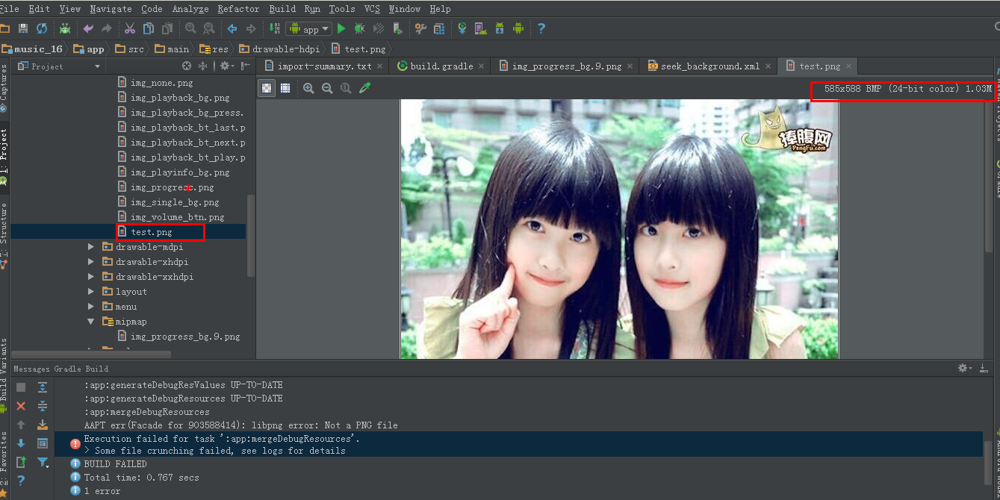 File Edit View Navigate Code Analyze Refactor Build Run Tools VCS Window Help
app
music_16 app src main res drawable-hdpi test.png
Project
import-summary.txt build.gradle img_progress_bg.9.png seek_background.xml test.png
585x588 BMP (24-bit color) 1.03M
Captures
1: Project
Z: Structure
Build Variants
2: Favorites
img_none.png
img_playback_bg.png
img_playback_bg_press.
img_playback_bt_last.p
img_playback_bt_next.p
img_playback_bt_play.p
img_playinfo_bg.png
img_progress.png
img_single_bg.png
img_volume_btn.png
test.png
drawable-mdpi
drawable-xhdpi
drawable-xxhdpi
layout
menu
mipmap
img_progress_bg.9.png
捧腹网
PengFu.com
Messages Gradle Build
:app:generateDebugResValues UP-TO-DATE
:app:generateDebugResources UP-TO-DATE
:app:mergeDebugResources
AAPT err(Facade for 903588414): libpng error: Not a PNG file
Execution failed for task ':app:mergeDebugResources'.
> Some file crunching failed, see logs for details
BUILD FAILED
Total time: 0.767 secs
1 error